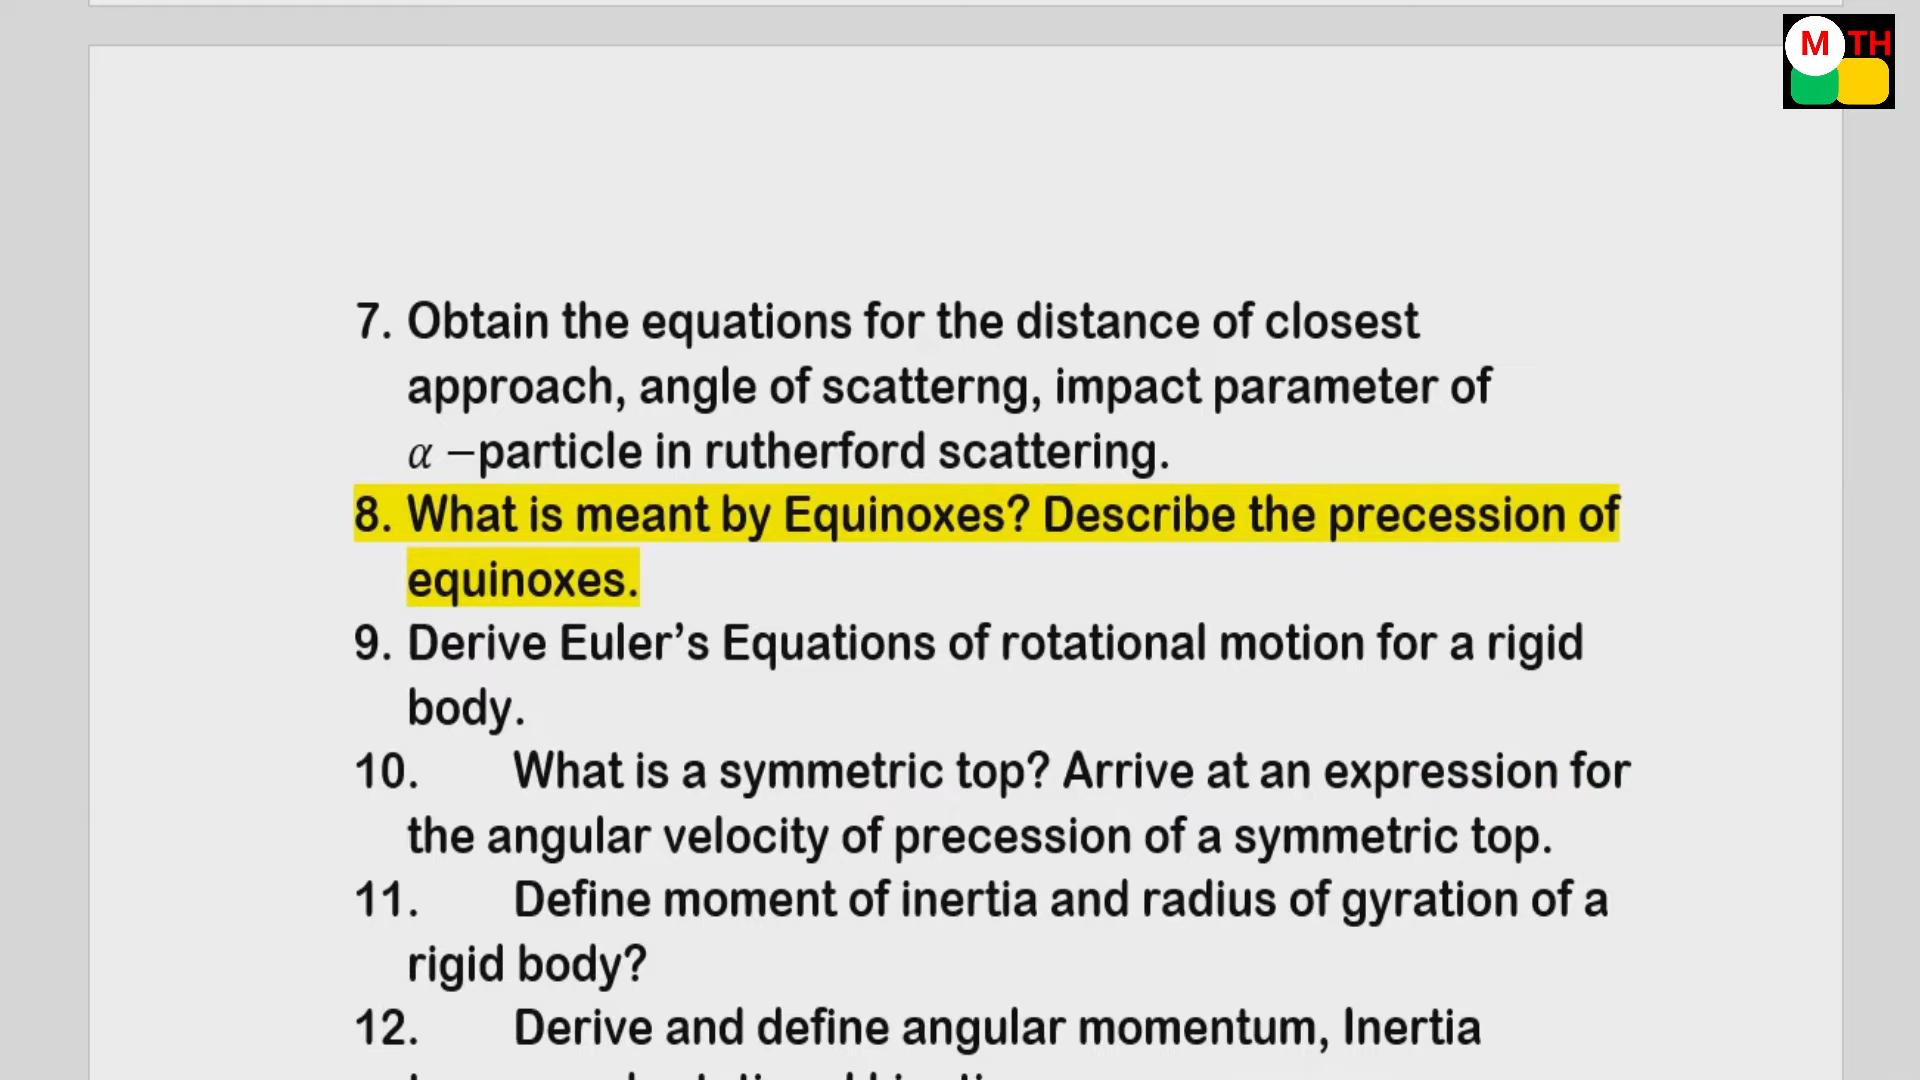 M TH
7. Obtain the equations for the distance of closest
approach, angle of scatterng, impact parameter of
α −particle in rutherford scattering.
8. What is meant by Equinoxes? Describe the precession of
equinoxes.
9. Derive Euler’s Equations of rotational motion for a rigid
body.
10. What is a symmetric top? Arrive at an expression for
the angular velocity of precession of a symmetric top.
11. Define moment of inertia and radius of gyration of a
rigid body?
12. Derive and define angular momentum, Inertia